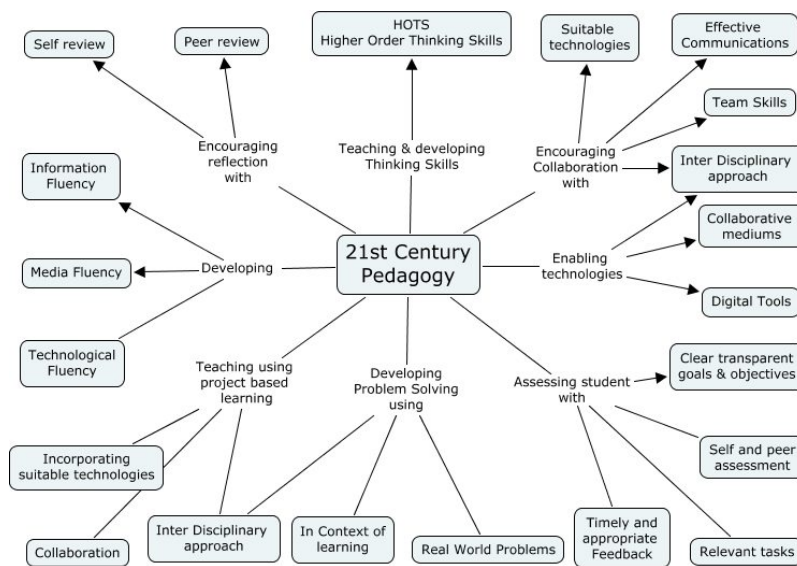 Self review
Peer review
HOTS
Higher Order Thinking Skills
Suitable
technologies
Effective
Communications
Team Skills
Encouraging
reflection
with
Teaching & developing
Thinking Skills
Encouraging
Collaboration
with
Inter Disciplinary
approach
Information
Fluency
Collaborative
mediums
21st Century
Pedagogy
Media Fluency
Developing
Enabling
technologies
Digital Tools
Technological
Fluency
Teaching using
project based
learning
Developing
Problem Solving
using
Assessing student
with
Clear transparent
goals & objectives
Incorporating
suitable technologies
Self and peer
assessment
Collaboration
Inter Disciplinary
approach
In Context of
learning
Real World Problems
Timely and
appropriate
Feedback
Relevant tasks